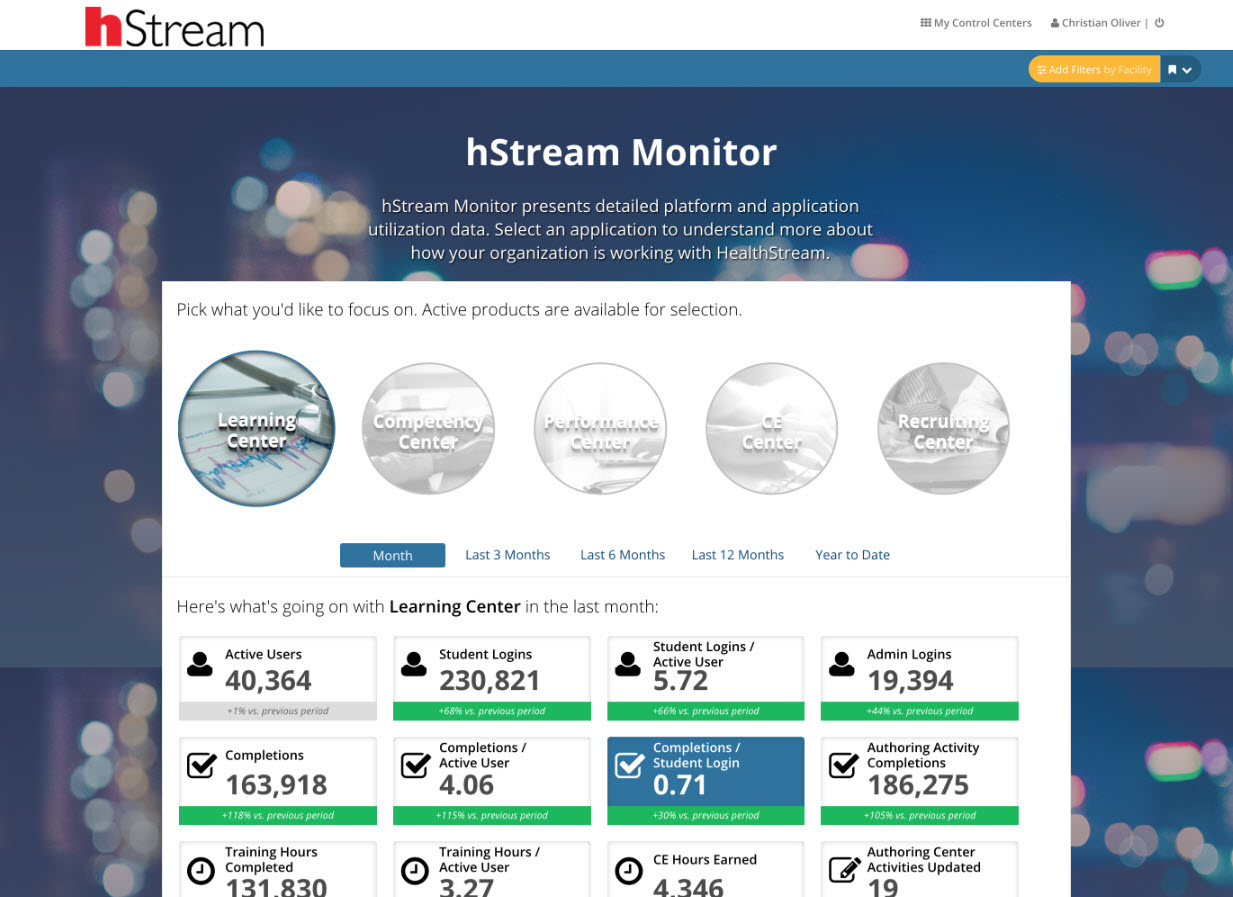 hStream
My Control Centers
Christian Oliver |
Add Filters by Facility
hStream Monitor
hStream Monitor presents detailed platform and application
utilization data. Select an application to understand more about
how your organization is working with HealthStream.
Pick what you'd like to focus on. Active products are available for selection.
Learning
Center
Competency
Center
Performance
Center
CE
Center
Recruiting
Center
Month
Last 3 Months
Last 6 Months
Last 12 Months
Year to Date
Here's what's going on with Learning Center in the last month:
Active Users
40,364
+1% vs. previous period
Student Logins
230,821
+68% vs. previous period
Student Logins /
Active User
5.72
+66% vs. previous period
Admin Logins
19,394
+44% vs. previous period
Completions
163,918
+118% vs. previous period
Completions /
Active User
4.06
+115% vs. previous period
Completions /
Student Login
0.71
+30% vs. previous period
Authoring Activity
Completions
186,275
+105% vs. previous period
Training Hours
Completed
131,830
Training Hours /
Active User
3.27
CE Hours Earned
4,346
Authoring Center
Activities Updated
19